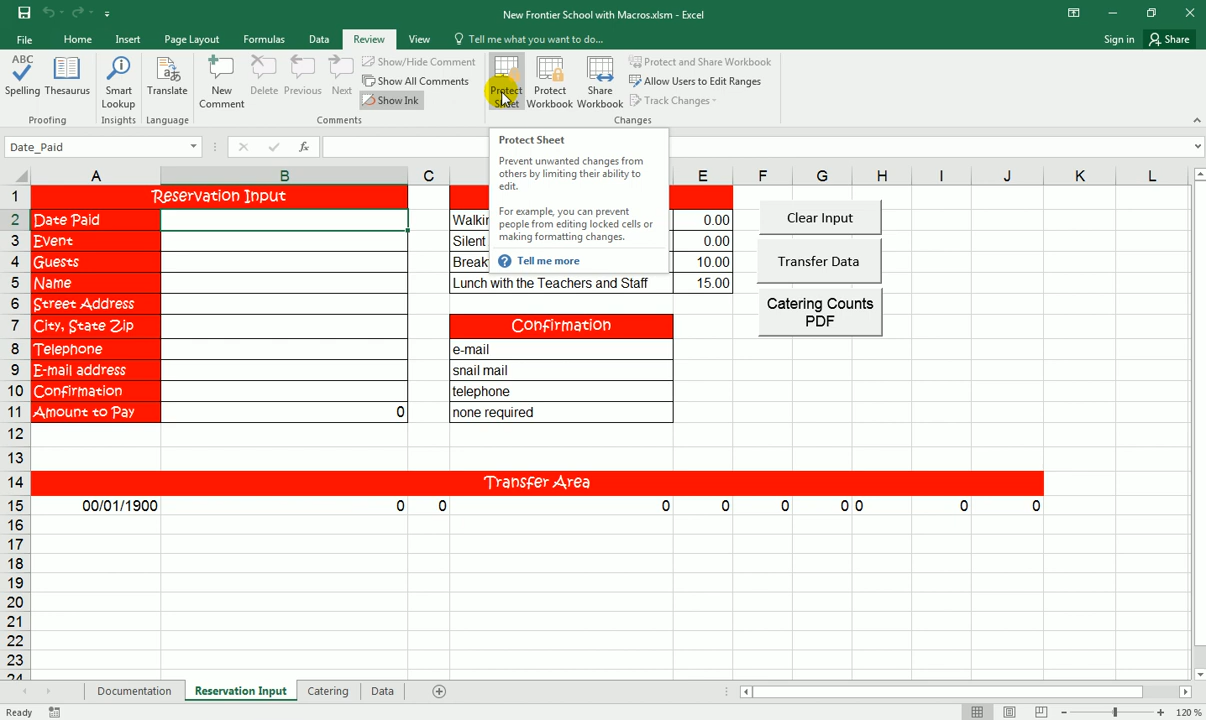 New Frontier School with Macros.xlsm - Excel
File Home Insert Page Layout Formulas Data Review View Tell me what you want to do... Sign in Share
ABC
Spelling Thesaurus
Smart Lookup
Translate
New Comment
Delete Previous Next
Show/Hide Comment
Show All Comments
Show Ink
Protect Sheet
Protect Workbook
Share Workbook
Protect and Share Workbook
Allow Users to Edit Ranges
Track Changes
Proofing Insights Language Comments Changes
Date_Paid fx
Protect Sheet
Prevent unwanted changes from
others by limiting their ability to
edit.
For example, you can prevent
people from editing locked cells or
making formatting changes.
? Tell me more
A B C E F G H I J K L
1 Reservation Input
2 Date Paid Walkin 0.00
3 Event Silent 0.00
4 Guests 10.00
5 Name Lunch with the Teachers and Staff 15.00
6 Street Address
7 City, State Zip Confirmation
8 Telephone e-mail
9 E-mail address snail mail
10 Confirmation telephone
11 Amount to Pay 0 none required
Clear Input
Transfer Data
Catering Counts
PDF
12
13
14 Transfer Area
15 00/01/1900 0 0 0 0 0 0 0 0 0
16
17
18
19
20
21
22
23
24
Documentation Reservation Input Catering Data
Ready 120 %